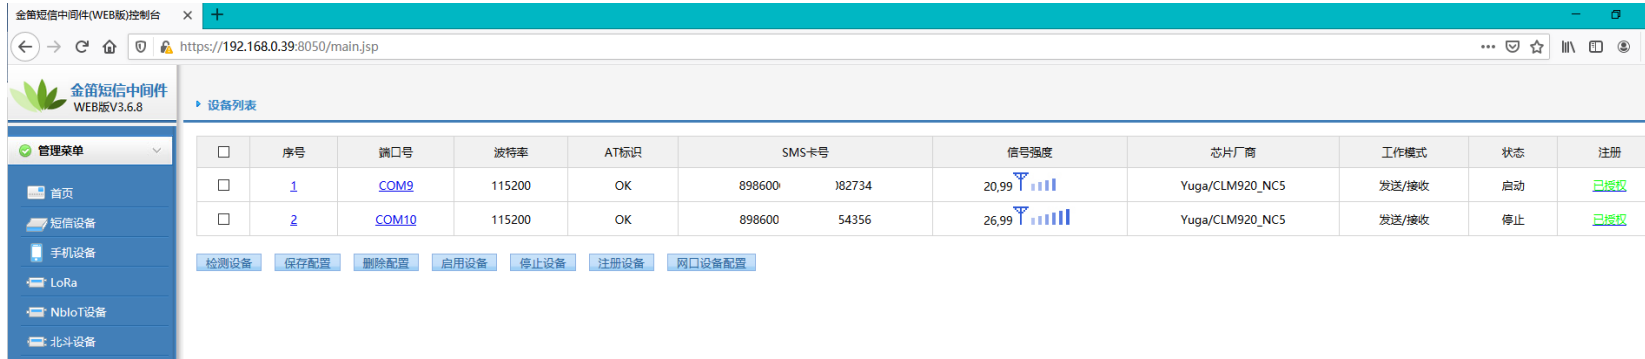 金笛短信中间件(WEB版)控制台
https://192.168.0.39:8050/main.jsp
金笛短信中间件
WEB版V3.6.8
设备列表
管理菜单
首页
短信设备
手机设备
LoRa
NbIoT设备
北斗设备
序号 端口号 波特率 AT标识 SMS卡号 信号强度 芯片厂商 工作模式 状态 注册
1 COM9 115200 OK 898600 82734 20,99 Yuga/CLM920_NC5 发送/接收 启动 已授权
2 COM10 115200 OK 898600 54356 26,99 Yuga/CLM920_NC5 发送/接收 停止 已授权
检测设备 保存配置 删除配置 启用设备 停止设备 注册设备 网口设备配置